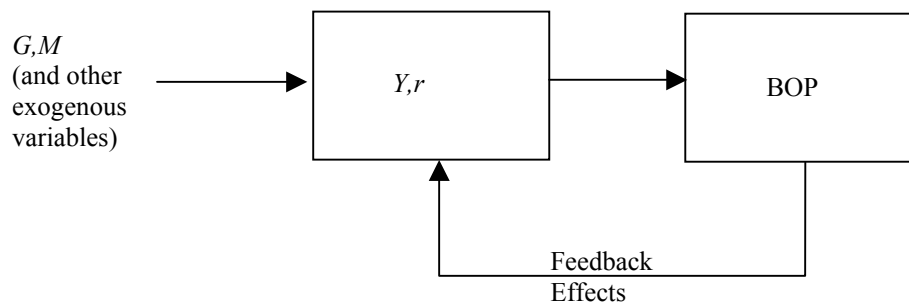 G,M
(and other
exogenous
variables)
Y,r
BOP
Feedback
Effects